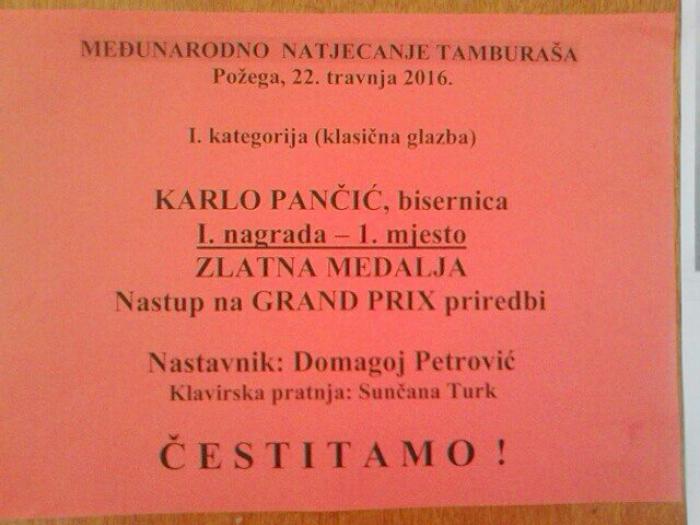 MEĐUNARODNO NATJECANJE TAMBURAŠA
Požega, 22. travnja 2016.
I. kategorija (klasična glazba)
KARLO PANČIĆ, bisernica
I. nagrada – 1. mjesto
ZLATNA MEDALJA
Nastup na GRAND PRIX priredbi
Nastavnik: Domagoj Petrović
Klavirska pratnja: Sunčana Turk
ČESTITAMO !